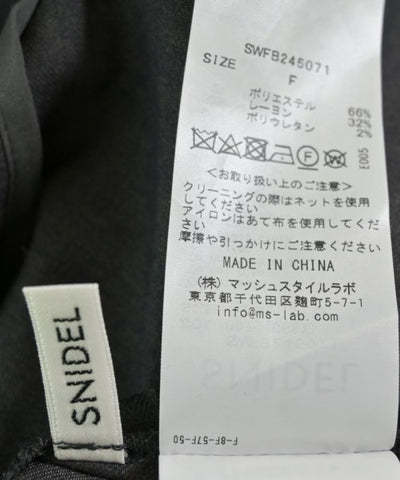 SWFB245071
SIZE F
ポリエステル 66%
レーヨン 32%
ポリウレタン 2%
E005
<お取り扱い上のご注意>
クリーニングの際はネットを使用
してください
アイロンはあて布を使用してくだ
さい
摩擦や引っかけにご注意ください
MADE IN CHINA
(株)マッシュスタイルラボ
東京都千代田区麹町5-7-1
info@ms-lab.com
F-8F-57F-50
SNIDEL